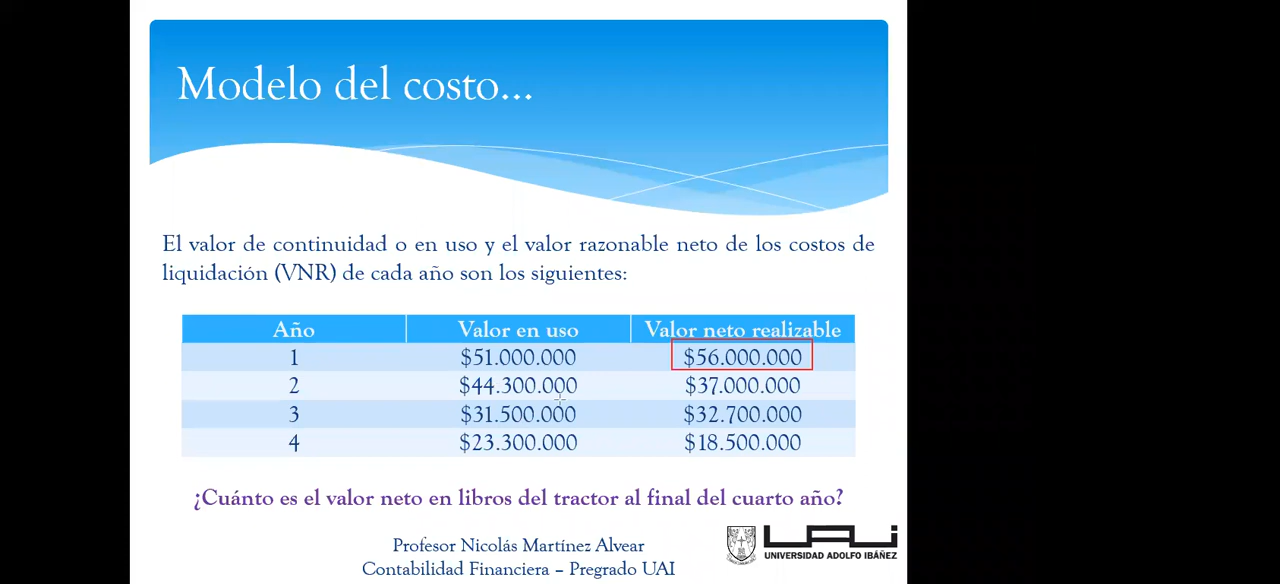 Modelo del costo...
El valor de continuidad o en uso y el valor razonable neto de los costos de
liquidación (VNR) de cada año son los siguientes:
Año Valor en uso Valor neto realizable
1 $51.000.000 $56.000.000
2 $44.300.000 $37.000.000
3 $31.500.000 $32.700.000
4 $23.300.000 $18.500.000
¿Cuánto es el valor neto en libros del tractor al final del cuarto año?
Profesor Nicolás Martínez Alvear
Contabilidad Financiera – Pregrado UAI
UAI
UNIVERSIDAD ADOLFO IBÁÑEZ